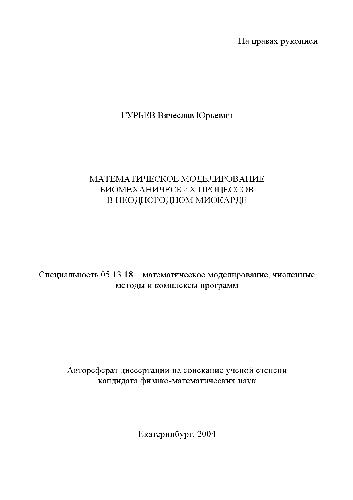 На правах рукописи
ГУРЬЕВ Вячеслав Юрьевич
МАТЕМАТИЧЕСКОЕ МОДЕЛИРОВАНИЕ
БИОМЕХАНИЧЕСКИХ ПРОЦЕССОВ
В НЕОДНОРОДНОМ МИОКАРДЕ
Специальность 05.13.18 – математическое моделирование, численные
методы и комплексы программ
Автореферат диссертации на соискание ученой степени
кандидата физико-математических наук
Екатеринбург, 2004